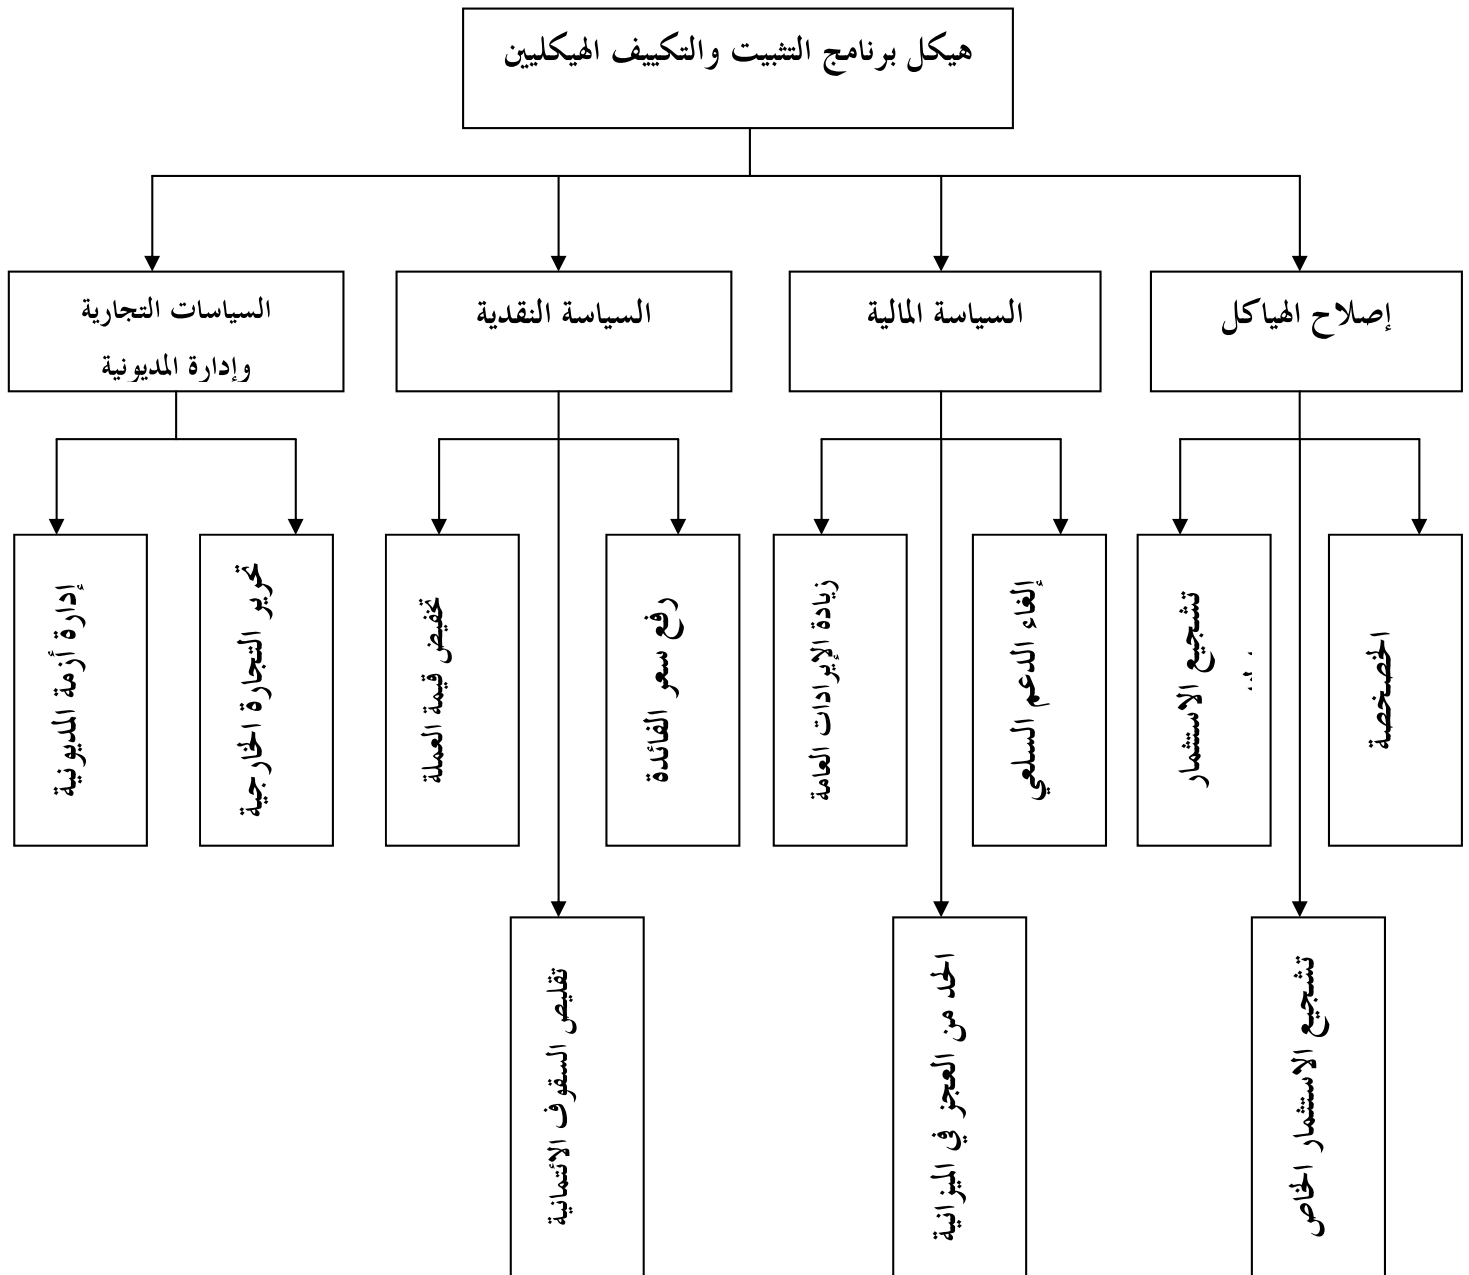 هيكل برنامج التثبيت والتكييف الهيكليين
إصلاح الهياكل
السياسة المالية
السياسة النقدية
السياسات التجارية
وإدارة المديونية
الخصخصة
تشجيع الاستثمار
إلغاء الدعم السلعي
زيادة الإيرادات العامة
رفع سعر الفائدة
تخفيض قيمة العملة
تحرير التجارة الخارجية
إدارة أزمة المديونية
تشجيع الاستثمار الخاص
الحد من العجز في الميزانية
تقليص السقوف الائتمانية